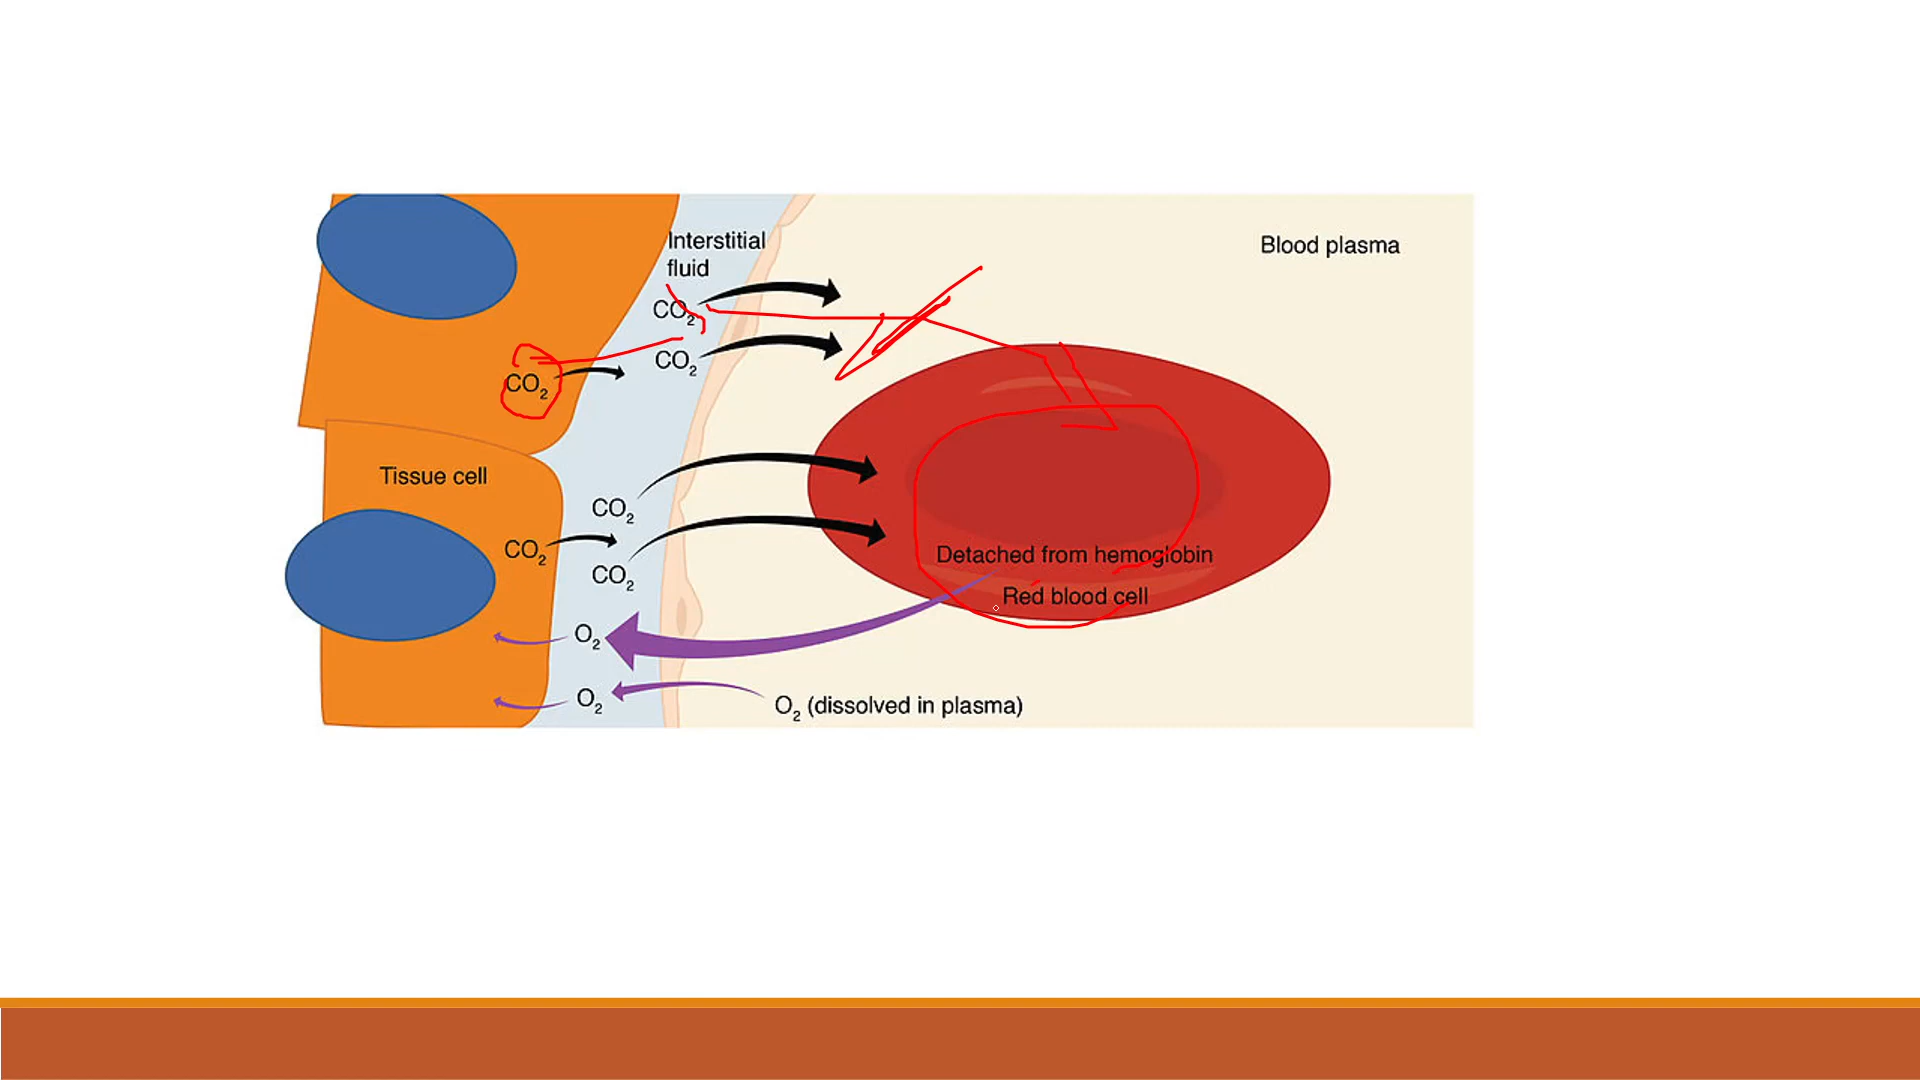 Interstitial
fluid
Blood plasma
CO₂
CO₂
CO₂
Tissue cell
CO₂
CO₂
CO₂
Detached from hemoglobin
Red blood cell
O₂
O₂
O₂ (dissolved in plasma)